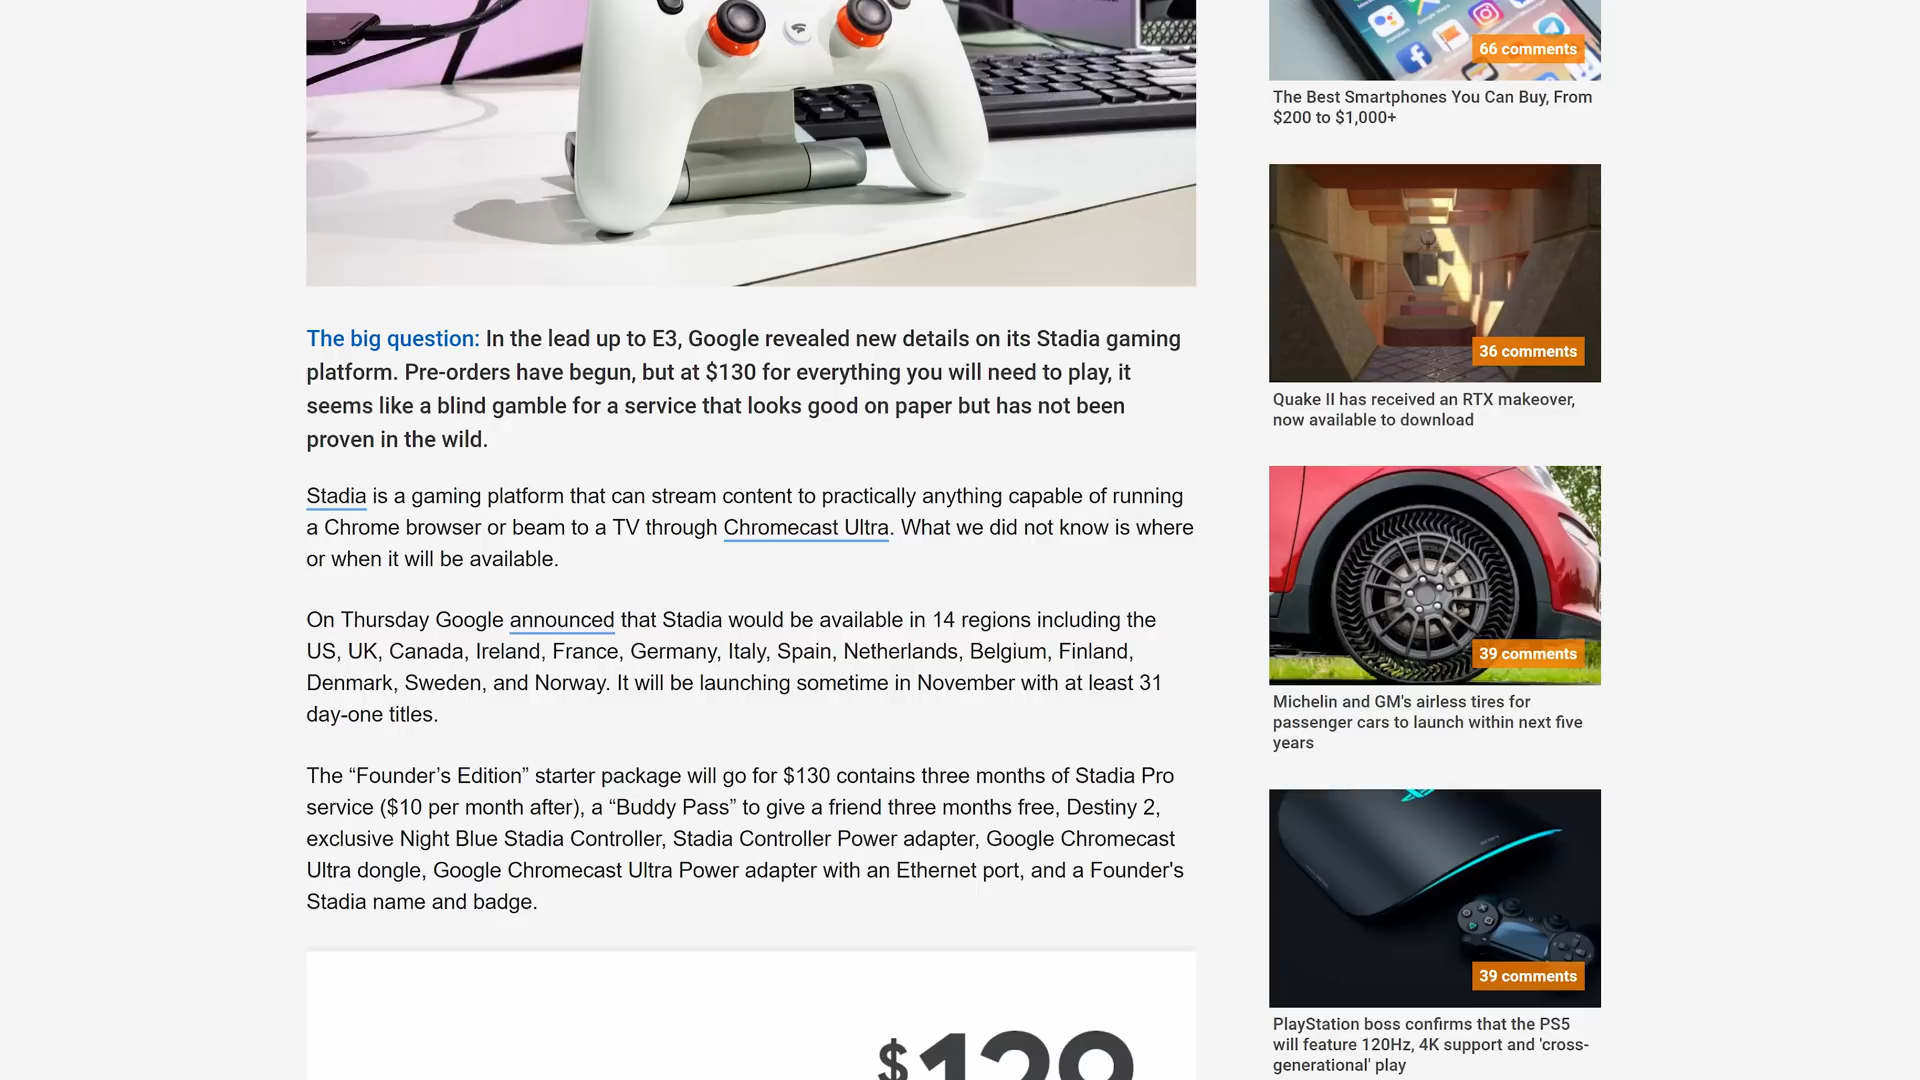 The big question: In the lead up to E3, Google revealed new details on its Stadia gaming
platform. Pre-orders have begun, but at $130 for everything you will need to play, it
seems like a blind gamble for a service that looks good on paper but has not been
proven in the wild.
Stadia is a gaming platform that can stream content to practically anything capable of running
a Chrome browser or beam to a TV through Chromecast Ultra. What we did not know is where
or when it will be available.
On Thursday Google announced that Stadia would be available in 14 regions including the
US, UK, Canada, Ireland, France, Germany, Italy, Spain, Netherlands, Belgium, Finland,
Denmark, Sweden, and Norway. It will be launching sometime in November with at least 31
day-one titles.
The “Founder’s Edition” starter package will go for $130 contains three months of Stadia Pro
service ($10 per month after), a “Buddy Pass” to give a friend three months free, Destiny 2,
exclusive Night Blue Stadia Controller, Stadia Controller Power adapter, Google Chromecast
Ultra dongle, Google Chromecast Ultra Power adapter with an Ethernet port, and a Founder's
Stadia name and badge.
$129
66 comments
The Best Smartphones You Can Buy, From
$200 to $1,000+
36 comments
Quake II has received an RTX makeover,
now available to download
39 comments
Michelin and GM's airless tires for
passenger cars to launch within next five
years
SONY
39 comments
PlayStation boss confirms that the PS5
will feature 120Hz, 4K support and 'cross-
generational' play